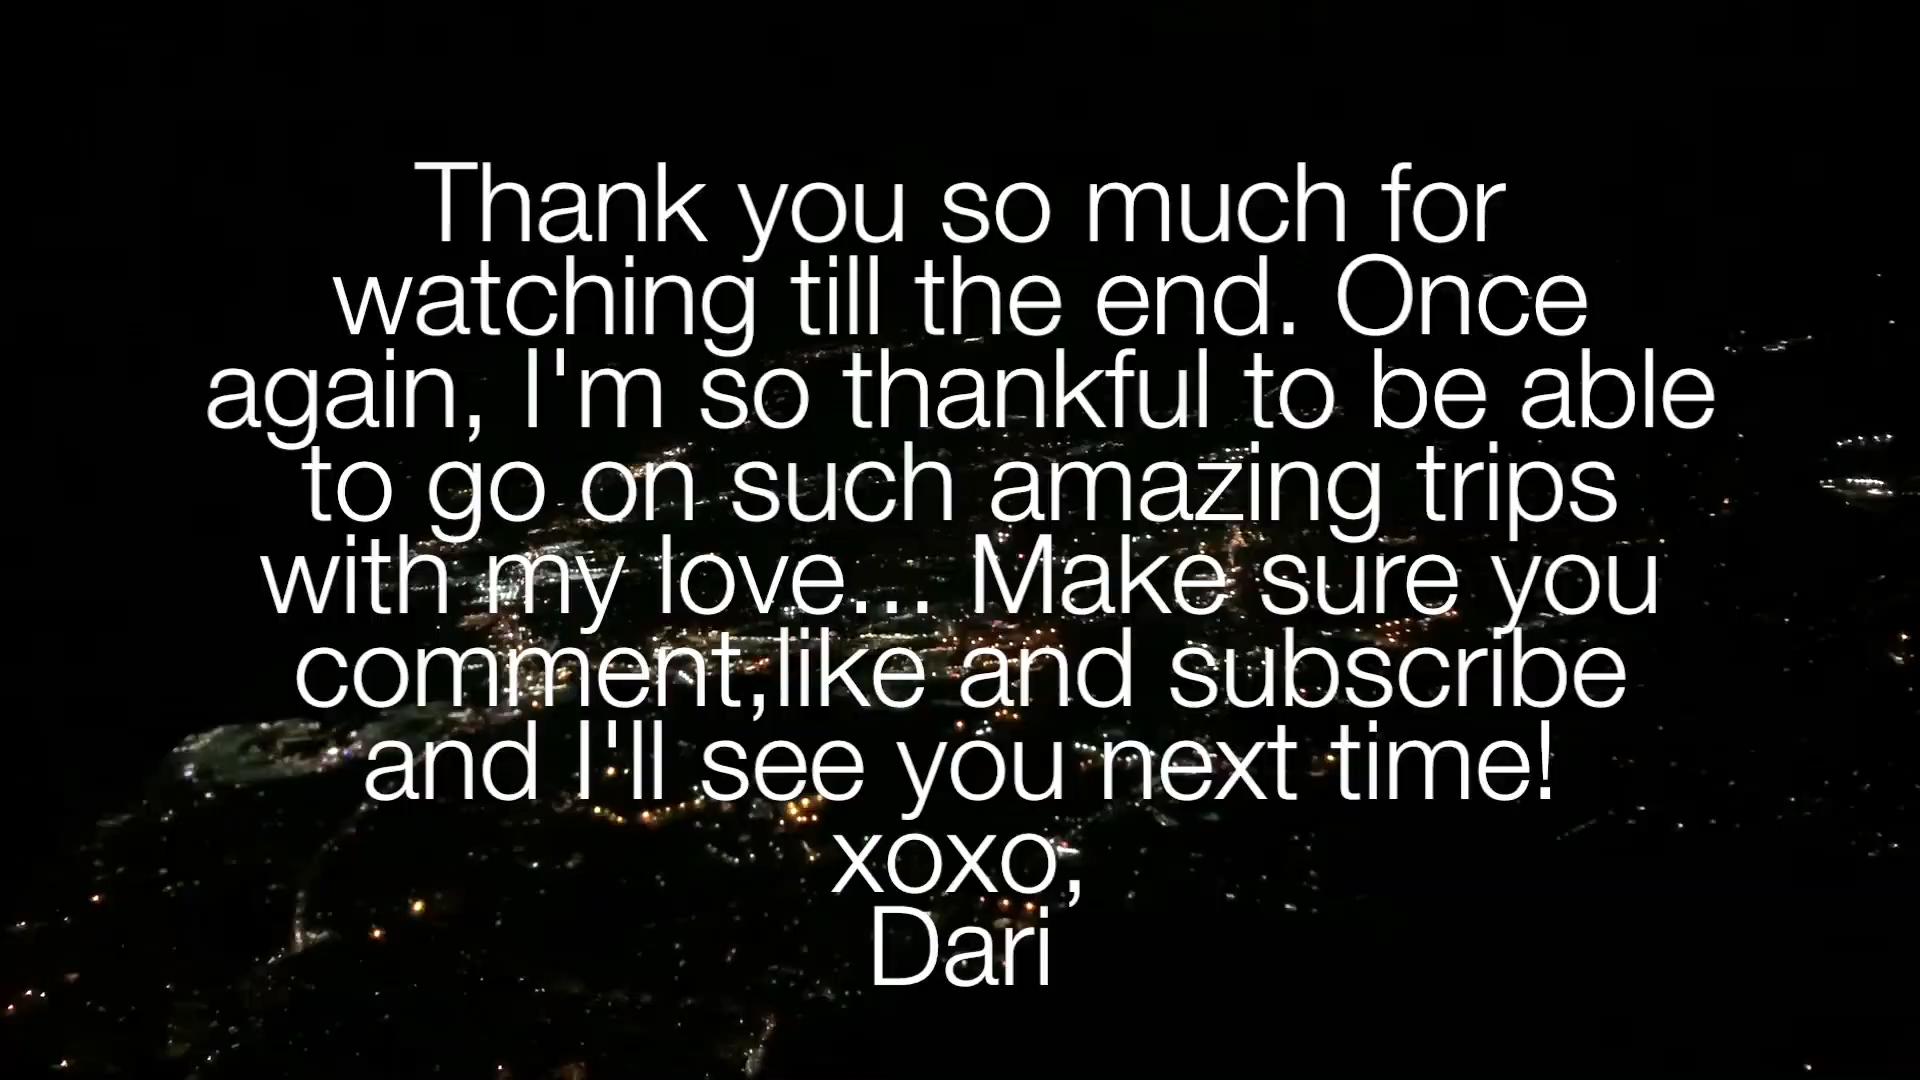 Thank you so much for
watching till the end. Once
again, I'm so thankful to be able
to go on such amazing trips
with my love... Make sure you
comment,like and subscribe
and I'll see you next time!
xoxo,
Dari